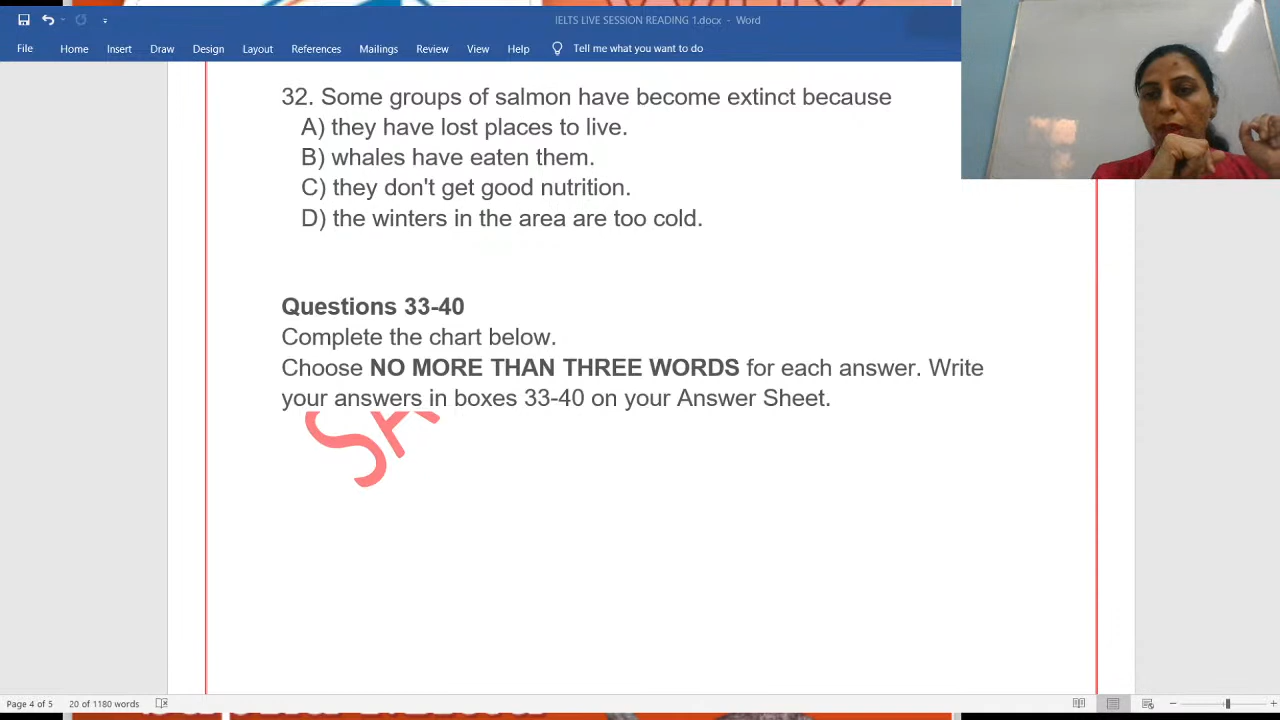 IELTS LIVE SESSION READING 1.docx - Word
File Home Insert Draw Design Layout References Mailings Review View Help Tell me what you want to do
32. Some groups of salmon have become extinct because
A) they have lost places to live.
B) whales have eaten them.
C) they don't get good nutrition.
D) the winters in the area are too cold.
Questions 33-40
Complete the chart below.
Choose NO MORE THAN THREE WORDS for each answer. Write
your answers in boxes 33-40 on your Answer Sheet.
SA
Page 4 of 5 20 of 1180 words